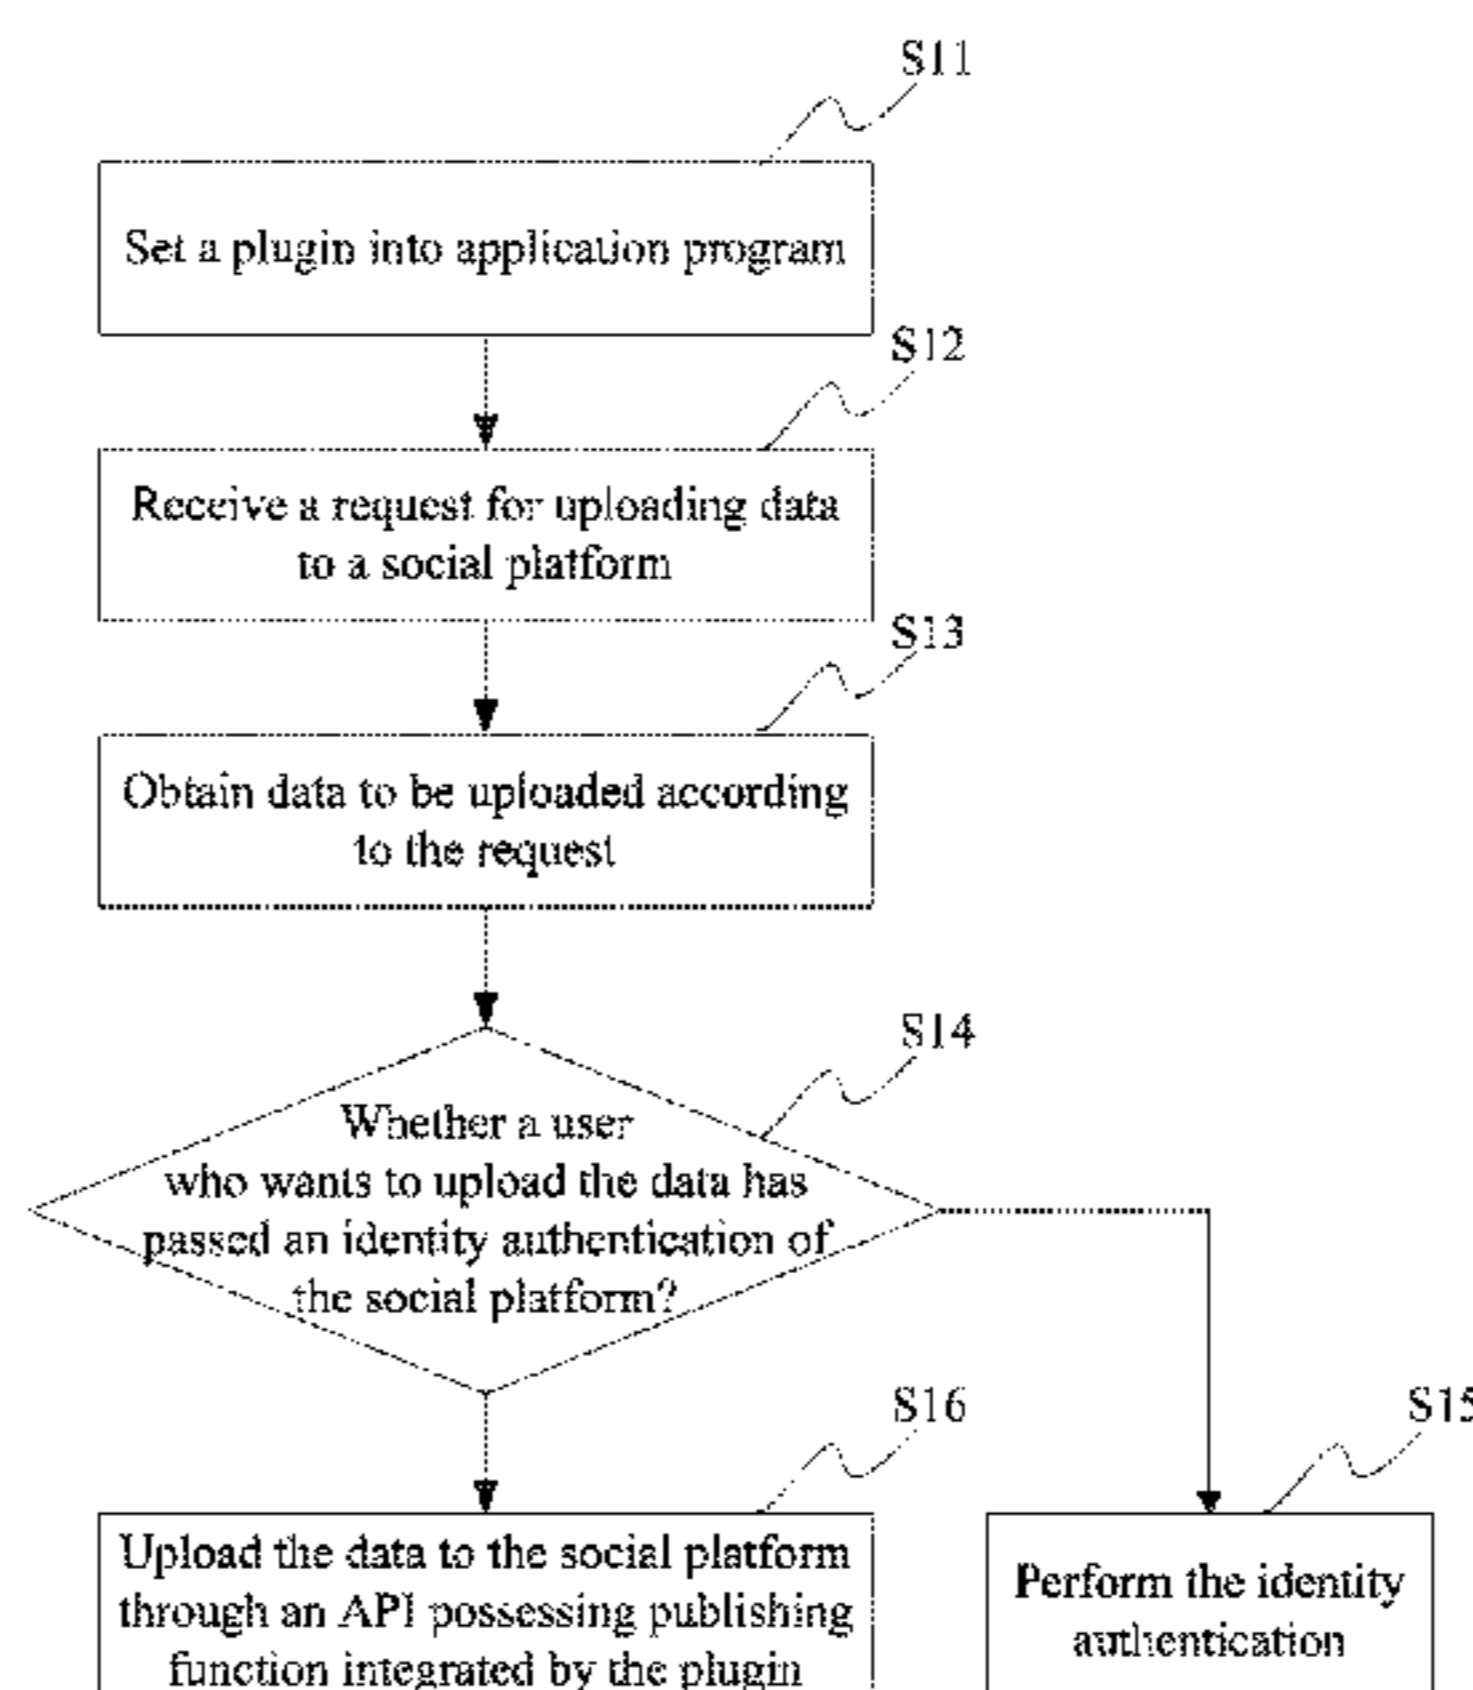 S11
Set a plugin into application program
S12
Receive a request for uploading data
to a social platform
S13
Obtain data to be uploaded according
to the request
S14
Whether a user
who wants to upload the data has
passed an identity authentication of
the social platform?
S16
S15
Upload the data to the social platform
through an API possessing publishing
function integrated by the plugin
Perform the identity
authentication